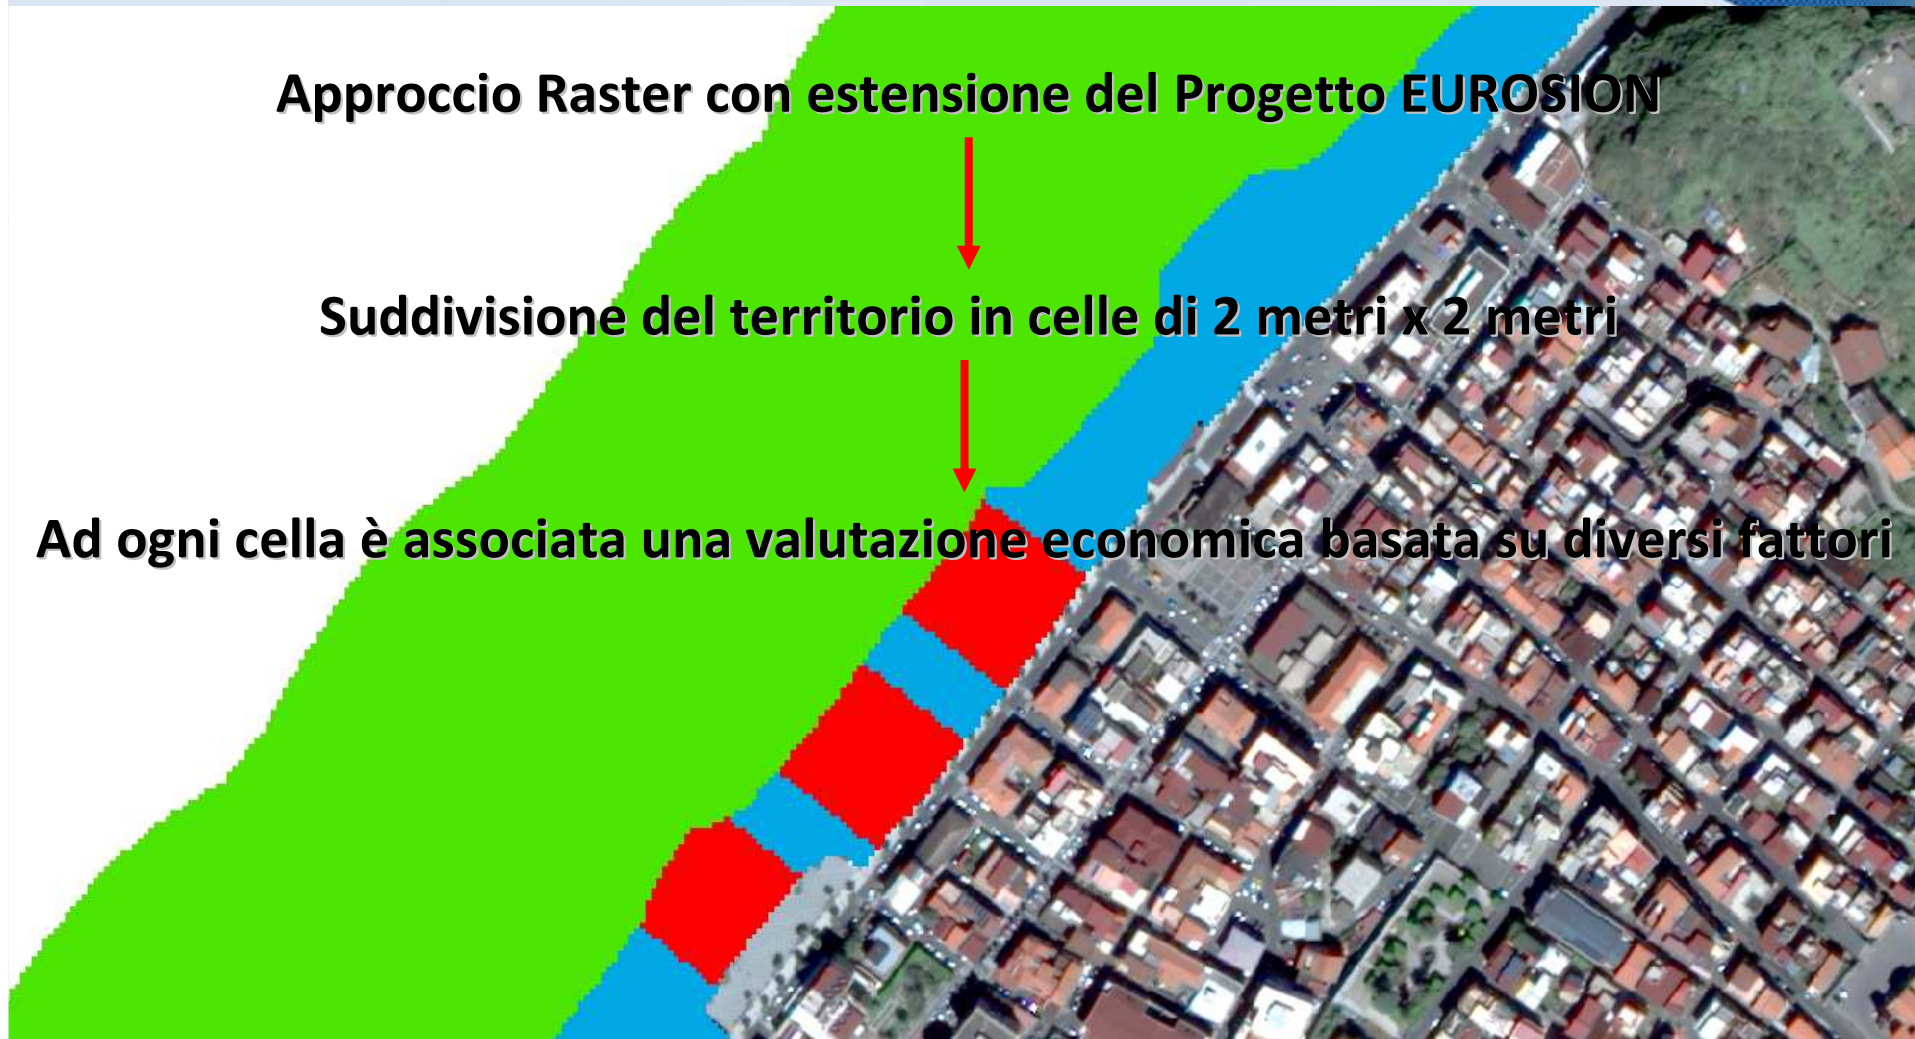 Approccio Raster con estensione del Progetto EUROSION
Suddivisione del territorio in celle di 2 metri x 2 metri
Ad ogni cella è associata una valutazione economica basata su diversi fattori